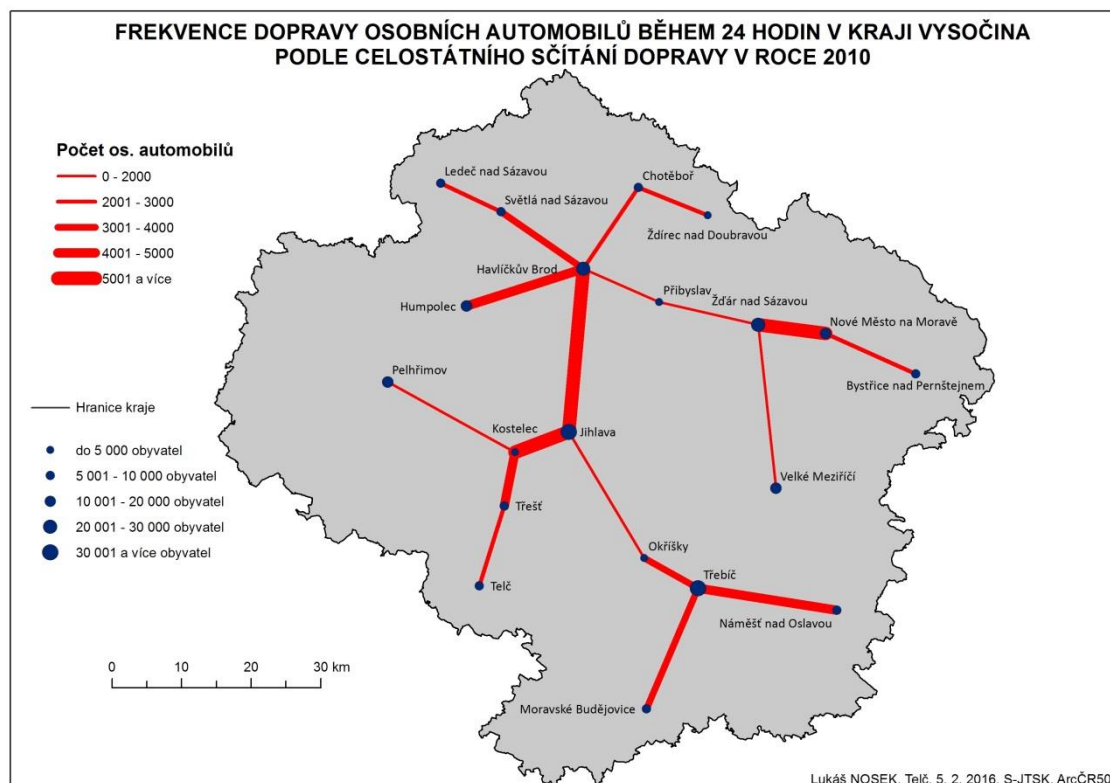 FREKVENCE DOPRAVY OSOBNÍCH AUTOMOBILŮ BĚHEM 24 HODIN V KRAJI VYSOČINA
PODLE CELOSTÁTNÍHO SČÍTÁNÍ DOPRAVY V ROCE 2010
Počet os. automobilů
0 - 2000
2001 - 3000
3001 - 4000
4001 - 5000
5001 a více
Ledeč nad Sázavou
Chotěboř
Světlá nad Sázavou
Ždírec nad Doubravou
Havlíčkův Brod
Přibyslav
Žďár nad Sázavou
Humpolec
Nové Město na Moravě
Pelhřimov
Bystřice nad Pernštejnem
Hranice kraje
do 5 000 obyvatel
5 001 - 10 000 obyvatel
10 001 - 20 000 obyvatel
20 001 - 30 000 obyvatel
30 001 a více obyvatel
Kostelec
Jihlava
Velké Meziříčí
Třešť
Okříšky
Třebíč
Telč
Náměšť nad Oslavou
Moravské Budějovice
0 10 20 30 km
Lukáš NOSEK, Telč, 5. 2. 2016, S-JTSK, ArcČR50